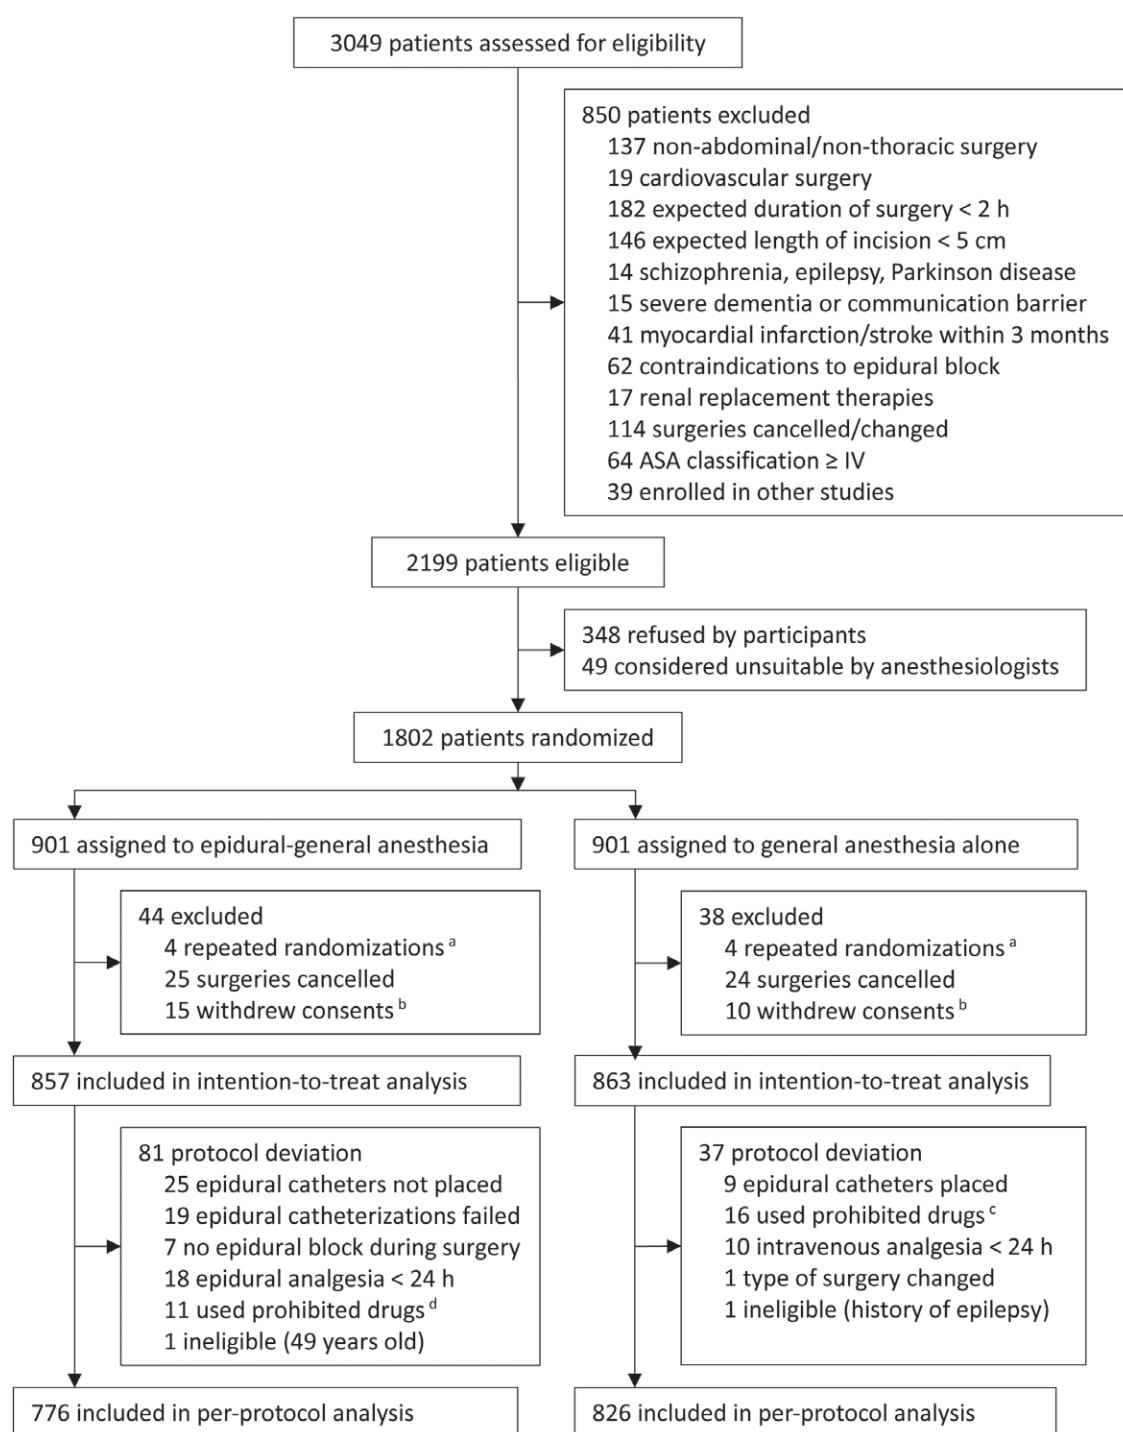 3049 patients assessed for eligibility
850 patients excluded
137 non-abdominal/non-thoracic surgery
19 cardiovascular surgery
182 expected duration of surgery < 2 h
146 expected length of incision < 5 cm
14 schizophrenia, epilepsy, Parkinson disease
15 severe dementia or communication barrier
41 myocardial infarction/stroke within 3 months
62 contraindications to epidural block
17 renal replacement therapies
114 surgeries cancelled/changed
64 ASA classification ≥ IV
39 enrolled in other studies
2199 patients eligible
348 refused by participants
49 considered unsuitable by anesthesiologists
1802 patients randomized
901 assigned to epidural-general anesthesia
44 excluded
4 repeated randomizations a
25 surgeries cancelled
15 withdrew consents b
857 included in intention-to-treat analysis
81 protocol deviation
25 epidural catheters not placed
19 epidural catheterizations failed
7 no epidural block during surgery
18 epidural analgesia < 24 h
11 used prohibited drugs d
1 ineligible (49 years old)
776 included in per-protocol analysis
901 assigned to general anesthesia alone
38 excluded
4 repeated randomizations a
24 surgeries cancelled
10 withdrew consents b
863 included in intention-to-treat analysis
37 protocol deviation
9 epidural catheters placed
16 used prohibited drugs c
10 intravenous analgesia < 24 h
1 type of surgery changed
1 ineligible (history of epilepsy)
826 included in per-protocol analysis